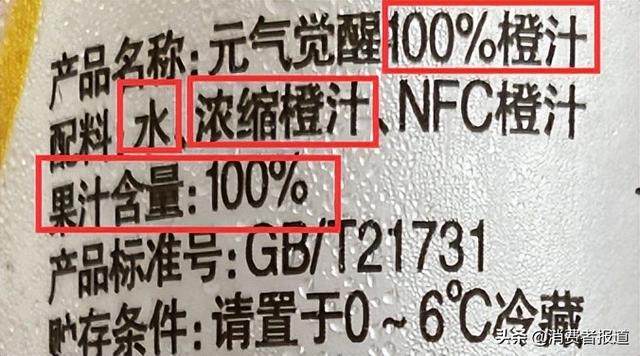 产品名称:元气觉醒100%橙汁
配料:水、浓缩橙汁、NFC橙汁
果汁含量:100%
产品标准号:GB/T21731
贮存条件:请置于0~6℃冷藏
头条 @消费者报道